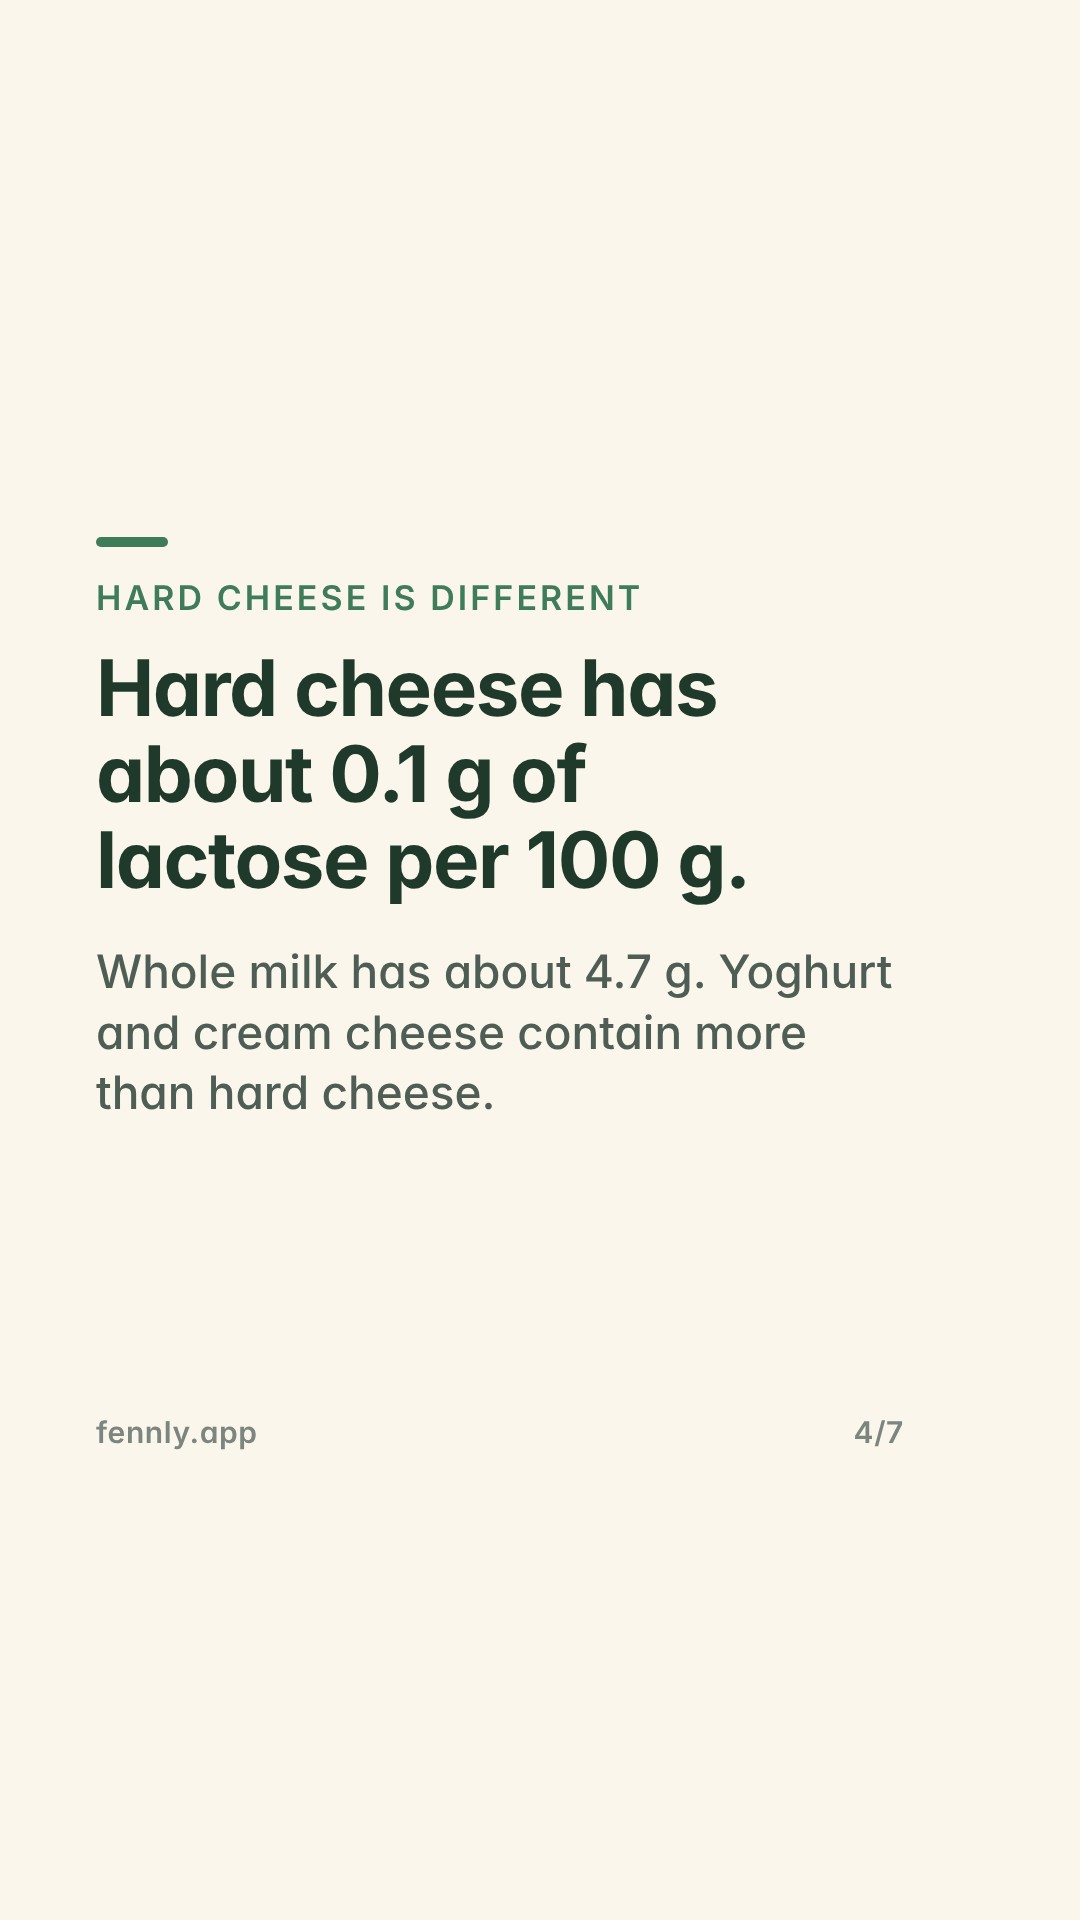 HARD CHEESE IS DIFFERENT
Hard cheese has
about 0.1 g of
lactose per 100 g.
Whole milk has about 4.7 g. Yoghurt
and cream cheese contain more
than hard cheese.
fennly.app
4/7